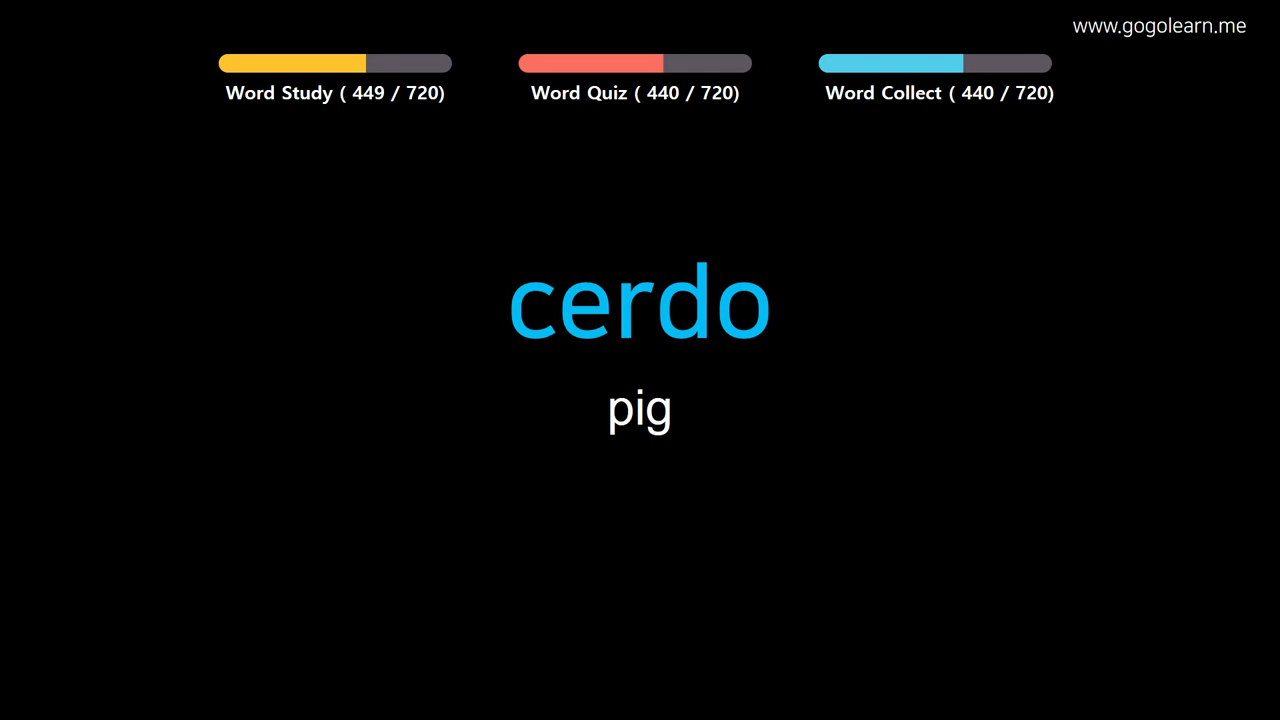 www.gogolearn.me
Word Study ( 449 / 720)
Word Quiz ( 440 / 720)
Word Collect ( 440 / 720)
cerdo
pig